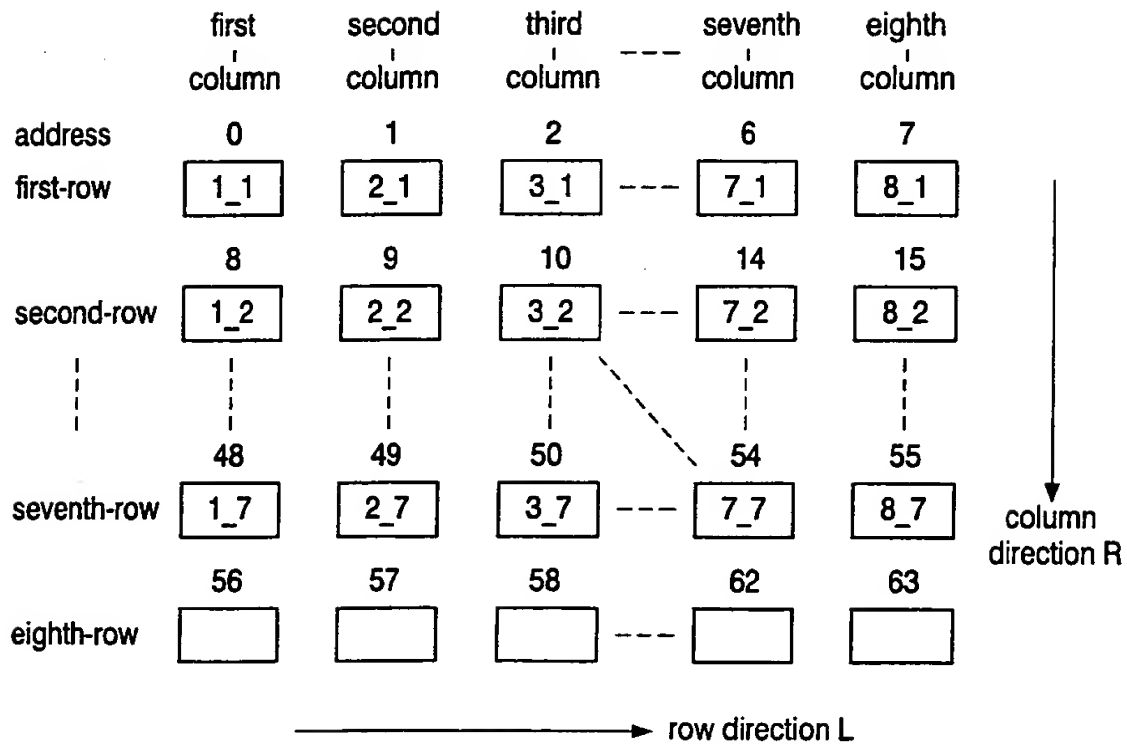 first second third seventh eighth
column column column column column
address 0 1 2 6 7
first-row 1_1 2_1 3_1 7_1 8_1
8 9 10 14 15
second-row 1_2 2_2 3_2 7_2 8_2
48 49 50 54 55
seventh-row 1_7 2_7 3_7 7_7 8_7
column
direction R
56 57 58 62 63
eighth-row
row direction L